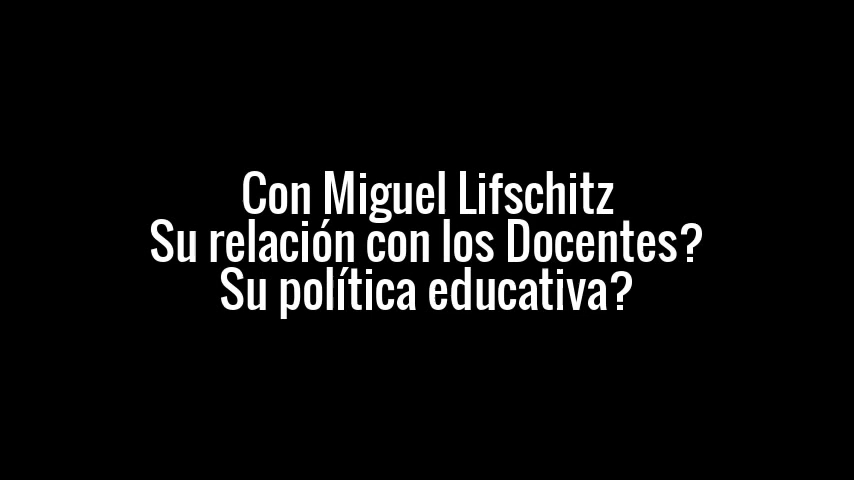 Con Miguel Lifschitz
Su relación con los Docentes?
Su política educativa?